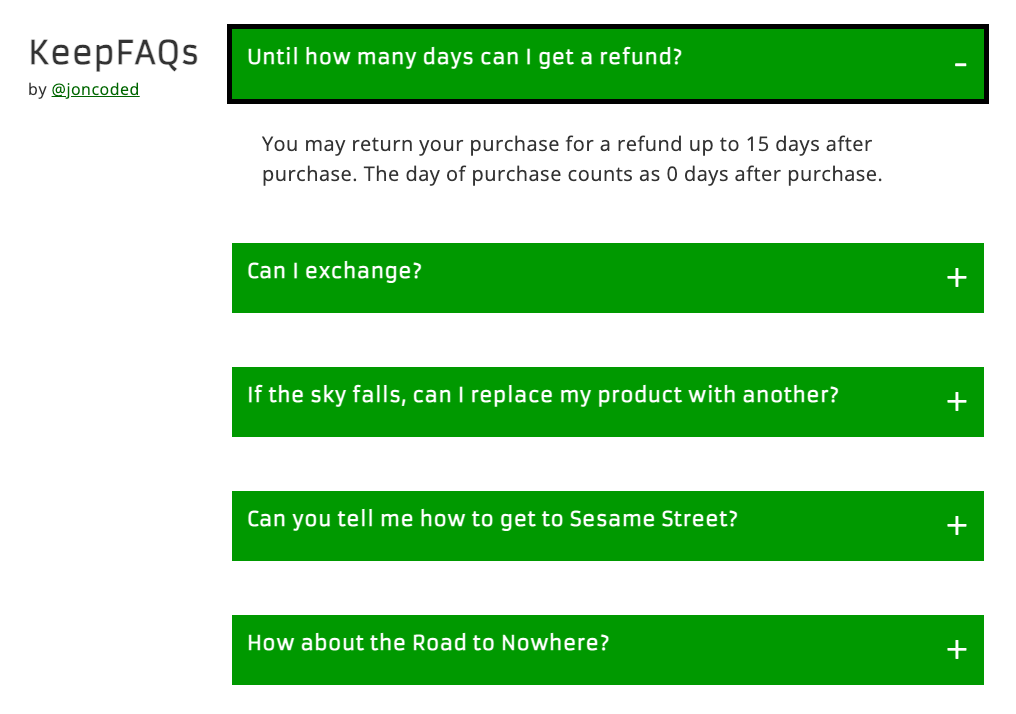 KeepFAQs
by @joncoded
Until how many days can I get a refund?
-
You may return your purchase for a refund up to 15 days after
purchase. The day of purchase counts as 0 days after purchase.
Can I exchange?
+
If the sky falls, can I replace my product with another?
+
Can you tell me how to get to Sesame Street?
+
How about the Road to Nowhere?
+